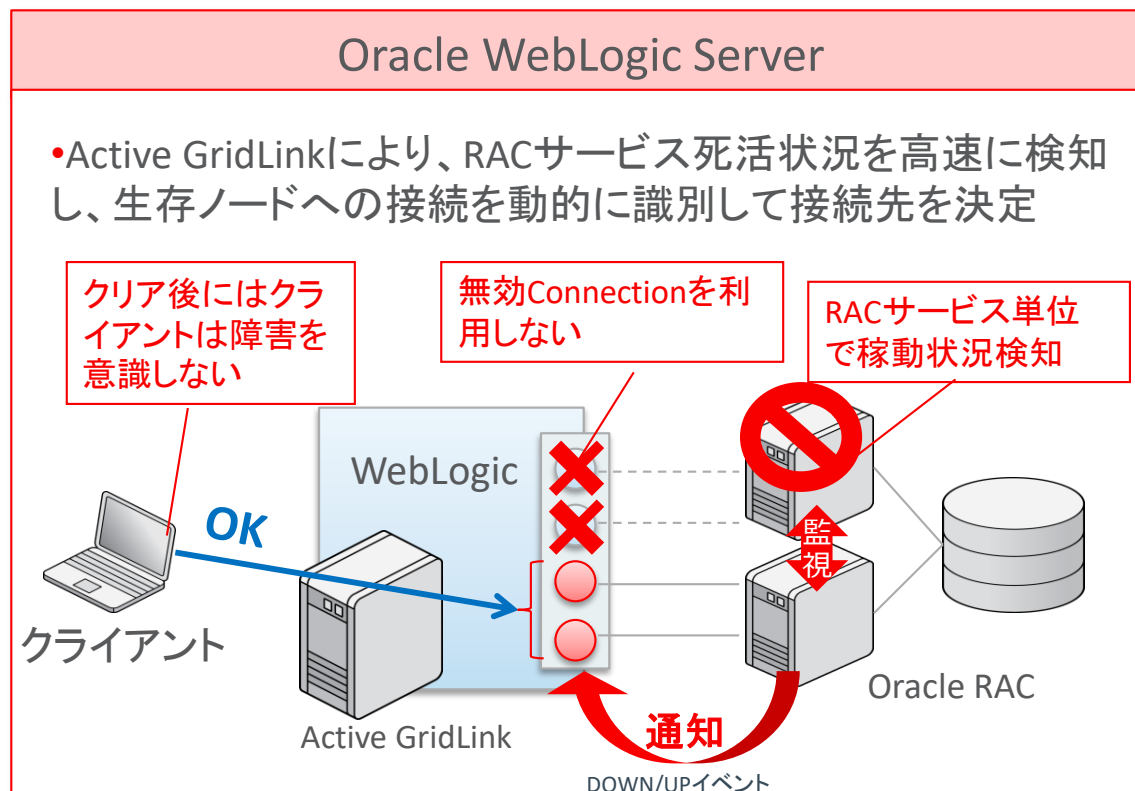 Oracle WebLogic Server
•Active GridLinkにより、RACサービス死活状況を高速に検知
し、生存ノードへの接続を動的に識別して接続先を決定
クリア後にはクラ
イアントは障害を
意識しない
無効Connectionを利
用しない
RACサービス単位
で稼動状況検知
WebLogic
OK
監
視
クライアント
Active GridLink
Oracle RAC
通知
DOWN/UPイベント